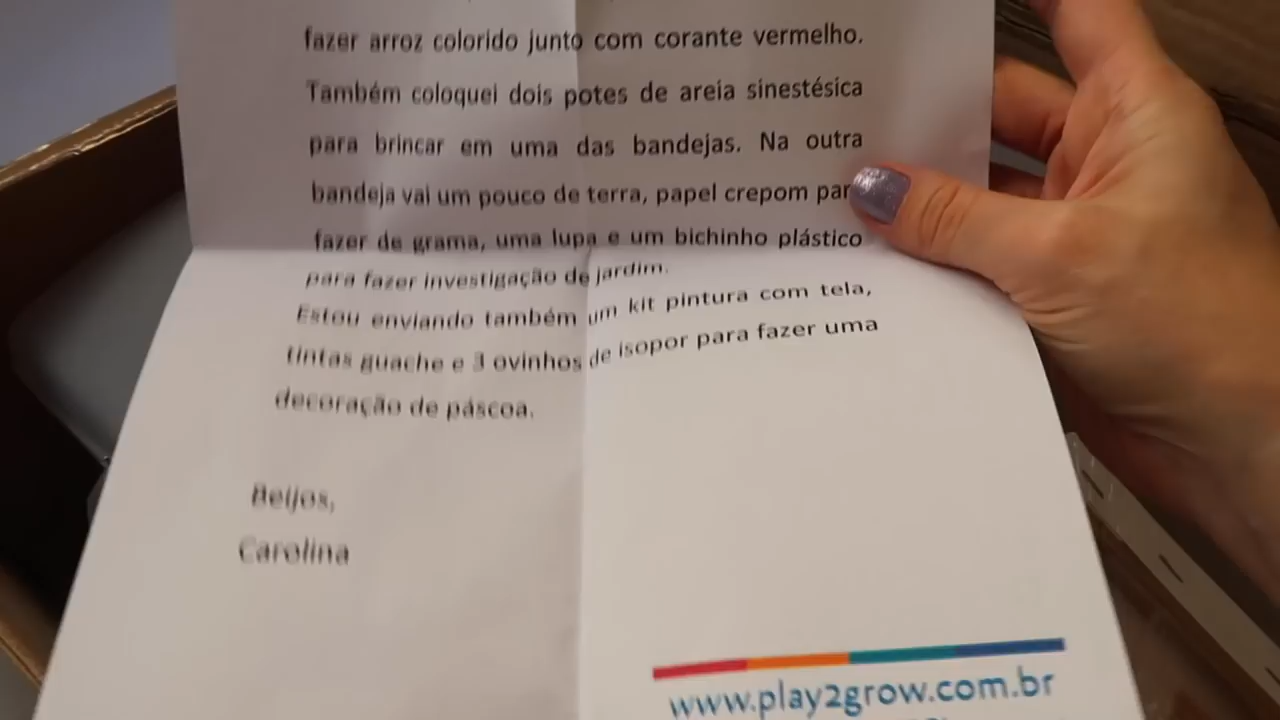 fazer arroz colorido junto com corante vermelho.
Também coloquei dois potes de areia sinestésica
para brincar em uma das bandejas. Na outra
bandeja vai um pouco de terra, papel crepom par
fazer de grama, uma lupa e um bichinho plástico
para fazer investigação de jardim.
Estou enviando também um kit pintura com tela,
tintas guache e 3 ovinhos de isopor para fazer uma
decoração de páscoa.
Beijos,
Carolina
www.play2grow.com.br